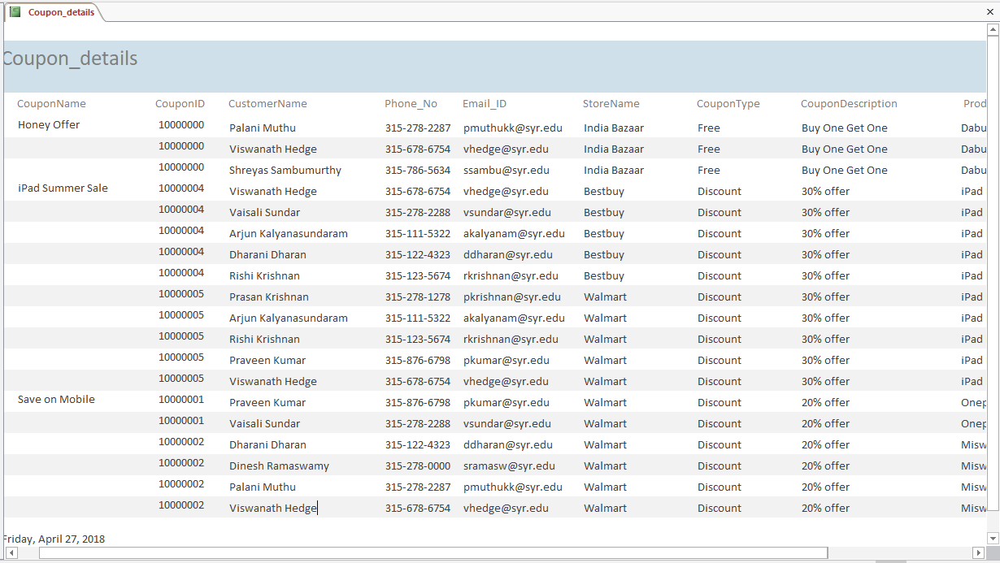 Coupon_details
Coupon_details
CouponName CouponID CustomerName Phone_No Email_ID StoreName CouponType CouponDescription Prod
Honey Offer 10000000 Palani Muthu 315-278-2287 pmuthukk@syr.edu India Bazaar Free Buy One Get One Dabu
10000000 Viswanath Hedge 315-678-6754 vhedge@syr.edu India Bazaar Free Buy One Get One Dabu
10000000 Shreyas Sambumurthy 315-786-5634 ssambu@syr.edu India Bazaar Free Buy One Get One Dabu
iPad Summer Sale 10000004 Viswanath Hedge 315-678-6754 vhedge@syr.edu Bestbuy Discount 30% offer iPad
10000004 Vaisali Sundar 315-278-2288 vsundar@syr.edu Bestbuy Discount 30% offer iPad
10000004 Arjun Kalyanasundaram 315-111-5322 akalyanam@syr.edu Bestbuy Discount 30% offer iPad
10000004 Dharani Dharan 315-122-4323 ddharan@syr.edu Bestbuy Discount 30% offer iPad
10000004 Rishi Krishnan 315-123-5674 rkrishnan@syr.edu Bestbuy Discount 30% offer iPad
10000005 Prasan Krishnan 315-278-1278 pkrishnan@syr.edu Walmart Discount 30% offer iPad
10000005 Arjun Kalyanasundaram 315-111-5322 akalyanam@syr.edu Walmart Discount 30% offer iPad
10000005 Rishi Krishnan 315-123-5674 rkrishnan@syr.edu Walmart Discount 30% offer iPad
10000005 Praveen Kumar 315-876-6798 pkumar@syr.edu Walmart Discount 30% offer iPad
10000005 Viswanath Hedge 315-678-6754 vhedge@syr.edu Walmart Discount 30% offer iPad
Save on Mobile 10000001 Praveen Kumar 315-876-6798 pkumar@syr.edu Walmart Discount 20% offer Onep
10000001 Vaisali Sundar 315-278-2288 vsundar@syr.edu Walmart Discount 20% offer Onep
10000002 Dharani Dharan 315-122-4323 ddharan@syr.edu Walmart Discount 20% offer Misw
10000002 Dinesh Ramaswamy 315-278-0000 sramasw@syr.edu Walmart Discount 20% offer Misw
10000002 Palani Muthu 315-278-2287 pmuthukk@syr.edu Walmart Discount 20% offer Misw
10000002 Viswanath Hedge 315-678-6754 vhedge@syr.edu Walmart Discount 20% offer Misw
Friday, April 27, 2018